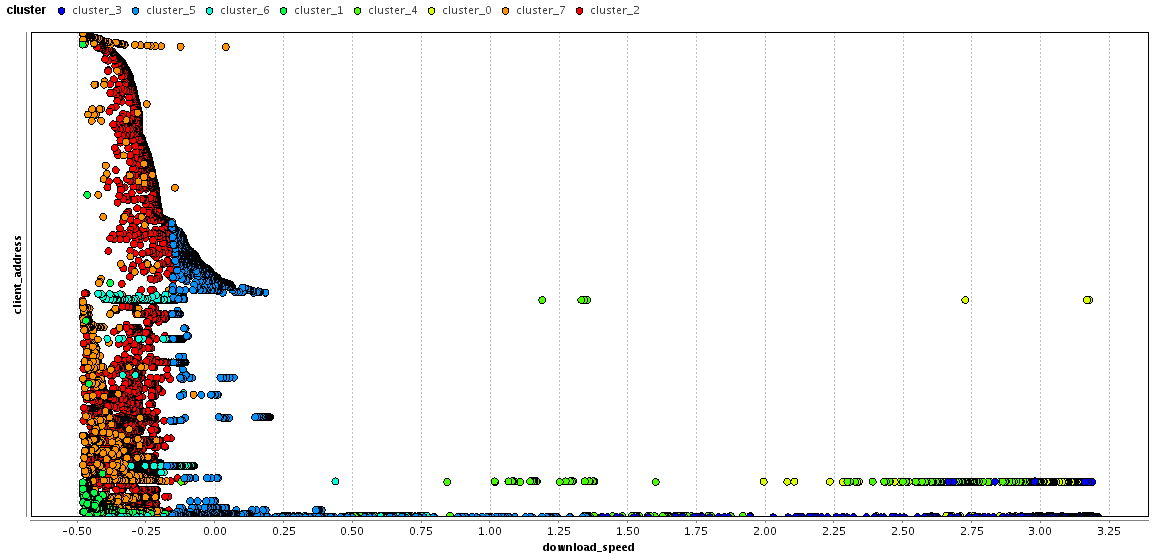 cluster cluster_3 cluster_5 cluster_6 cluster_1 cluster_4 cluster_0 cluster_7 cluster_2
client_address
-0.50 -0.25 0.00 0.25 0.50 0.75 1.00 1.25 1.50 1.75 2.00 2.25 2.50 2.75 3.00 3.25
download_speed